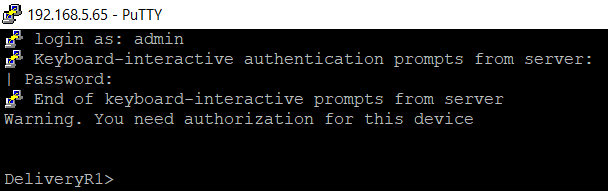 192.168.5.65 - PuTTY
login as: admin
Keyboard-interactive authentication prompts from server:
| Password:
End of keyboard-interactive prompts from server
Warning. You need authorization for this device
DeliveryR1>